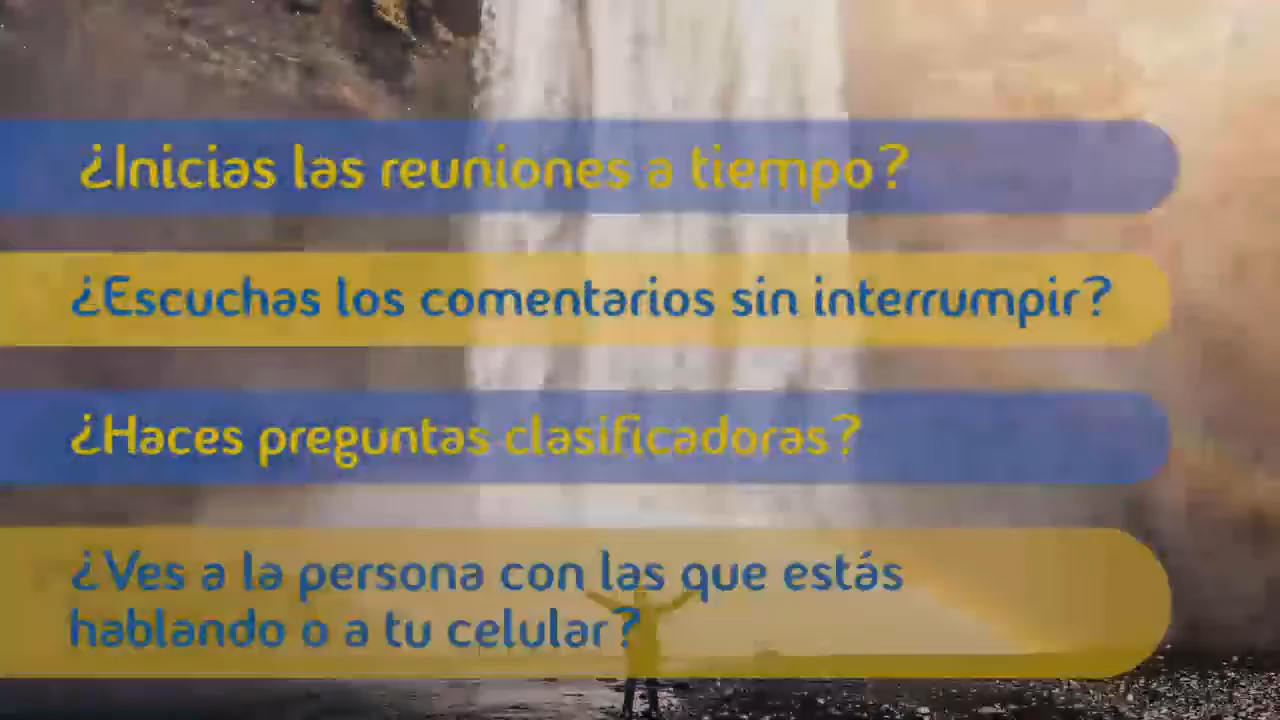 ¿Inicias las reuniones a tiempo?
¿Escuchas los comentarios sin interrumpir?
¿Haces preguntas clasificadoras?
¿Ves a la persona con las que estás
hablando o a tu celular?